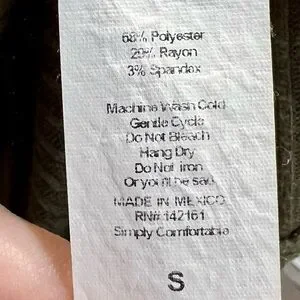 68% Polyester
29% Rayon
3% Spandex
Machine Wash Cold
Gentle Cycle
Do Not Bleach
Hang Dry
Do Not Iron
Or you'll be sad
MADE IN MEXICO
RN# 142161
Simply Comfortable
S